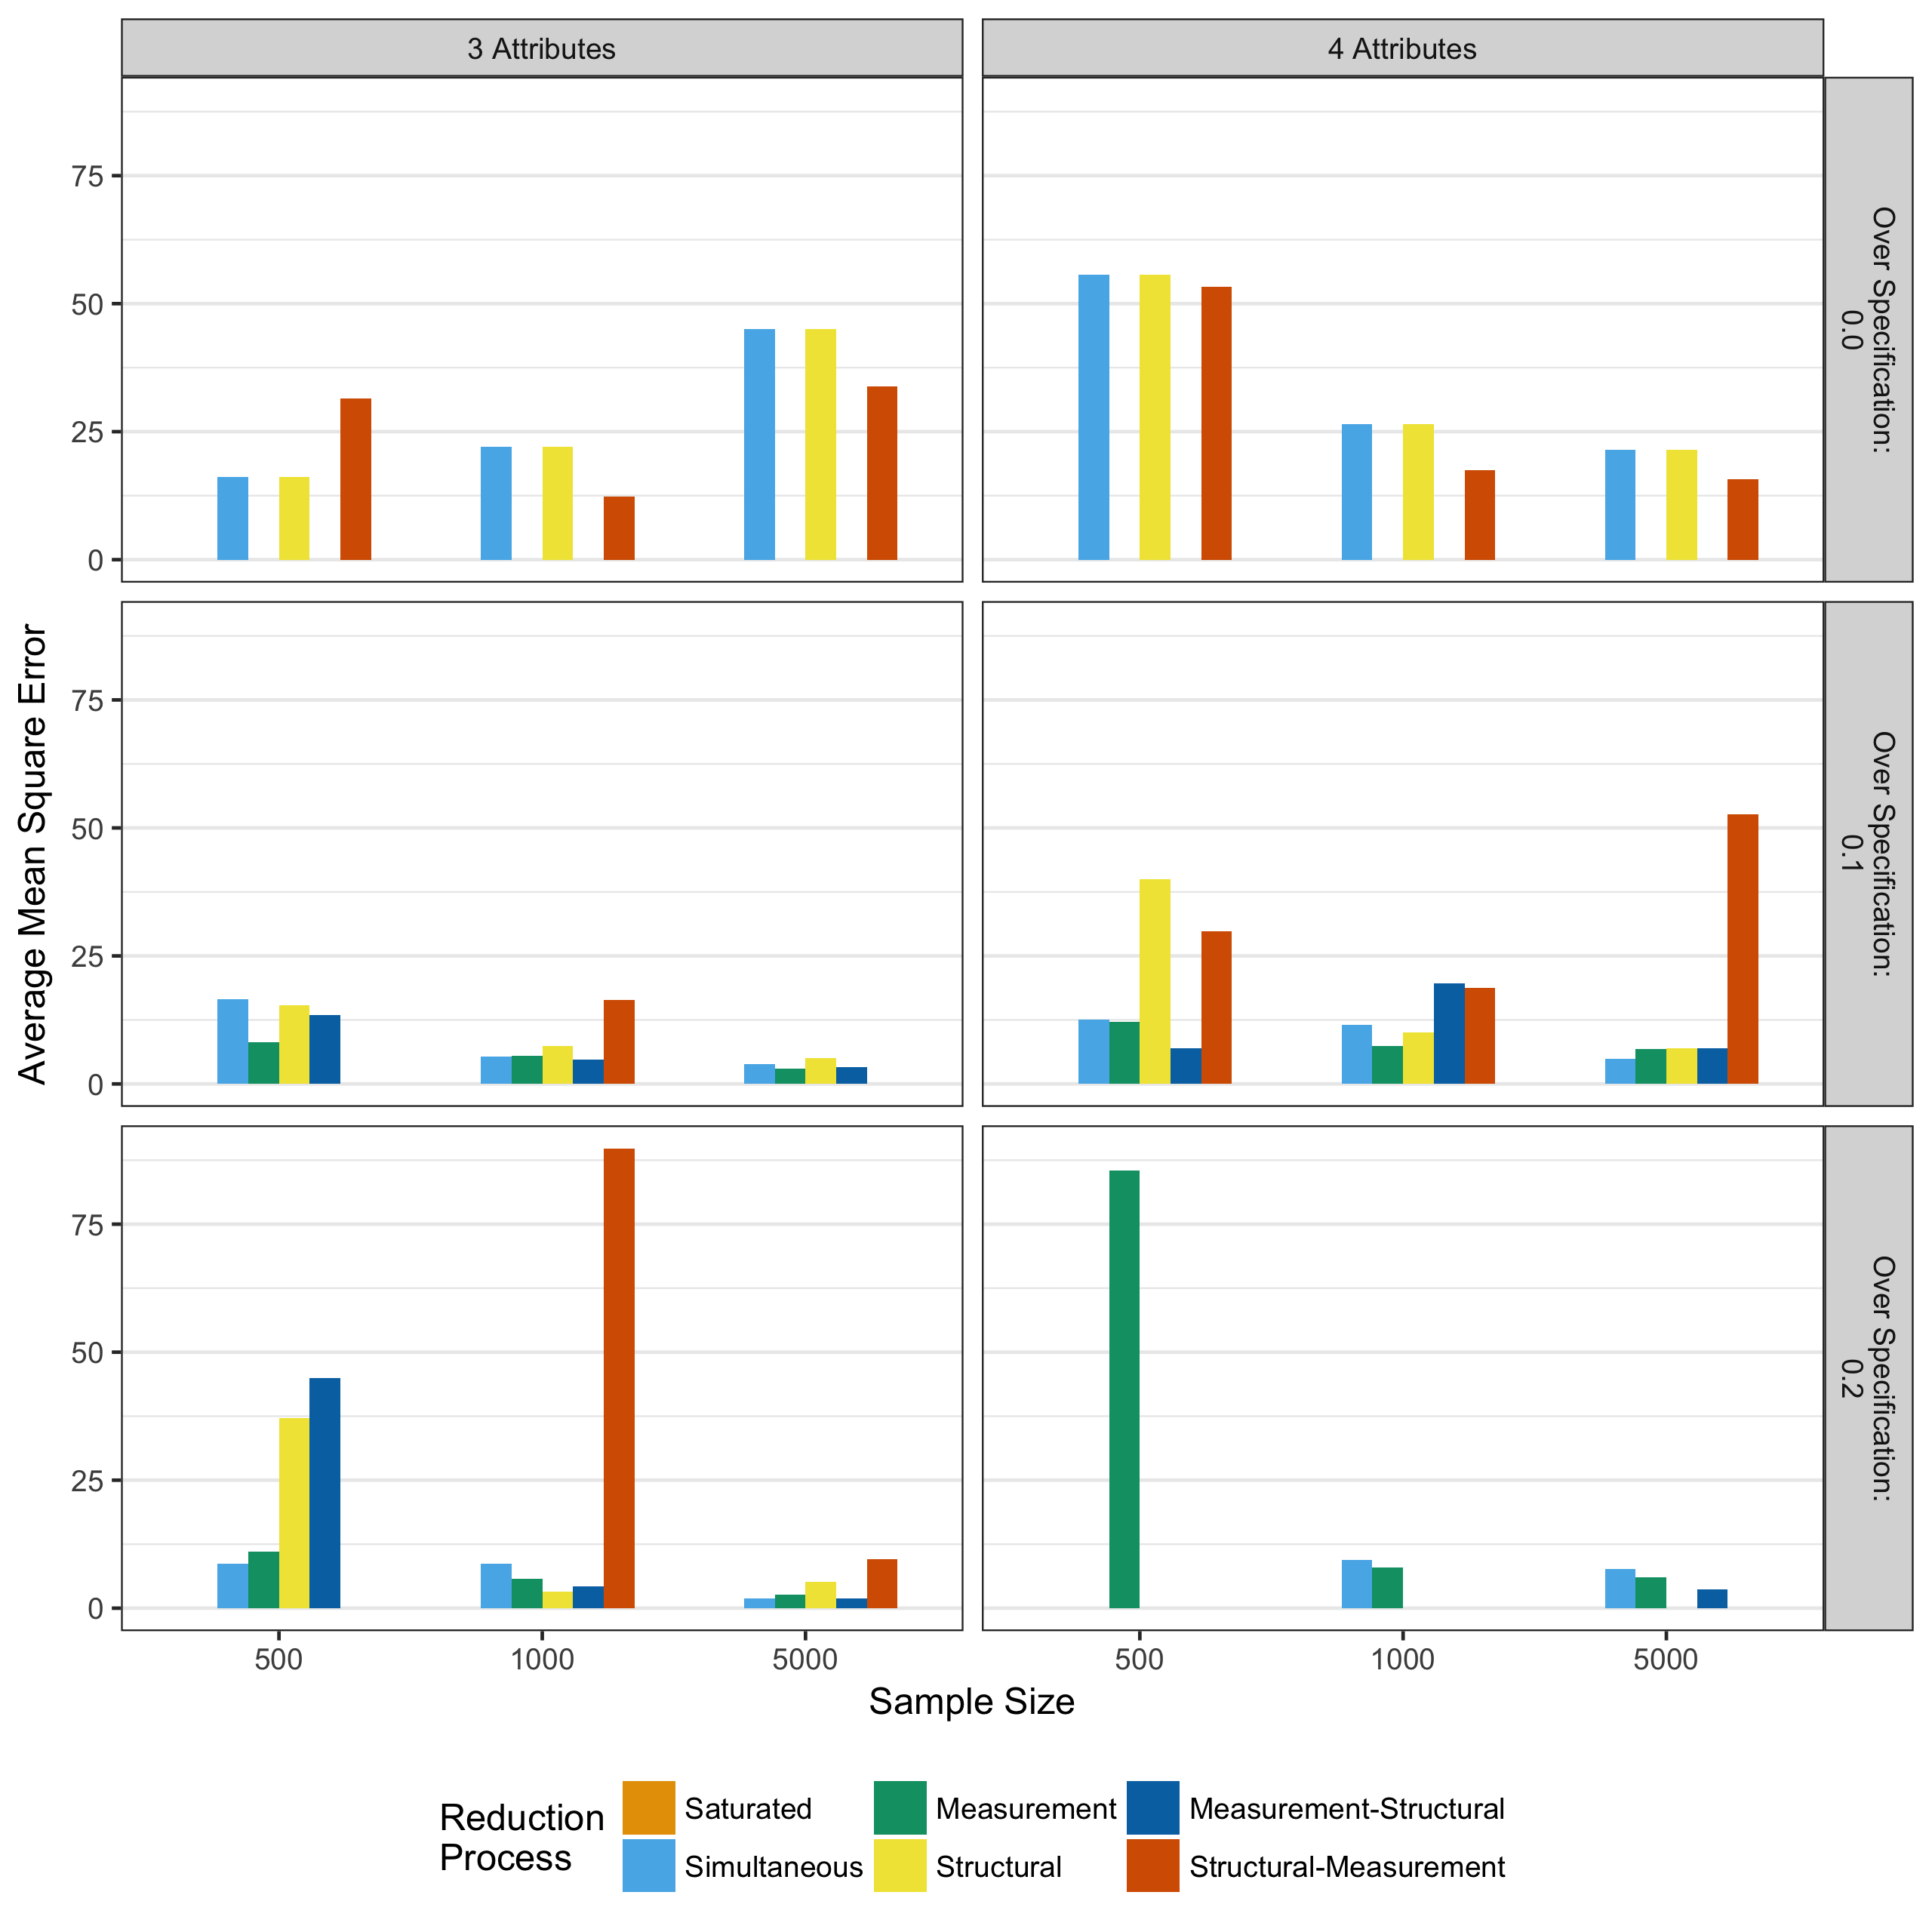 3 Attributes
4 Attributes
Average Mean Square Error
75
50
25
0
Over Specification:
0.0
75
50
25
0
Over Specification:
0.1
75
50
25
0
Over Specification:
0.2
500
1000
5000
500
1000
5000
Sample Size
Reduction
Process
Saturated
Measurement
Measurement-Structural
Simultaneous
Structural
Structural-Measurement